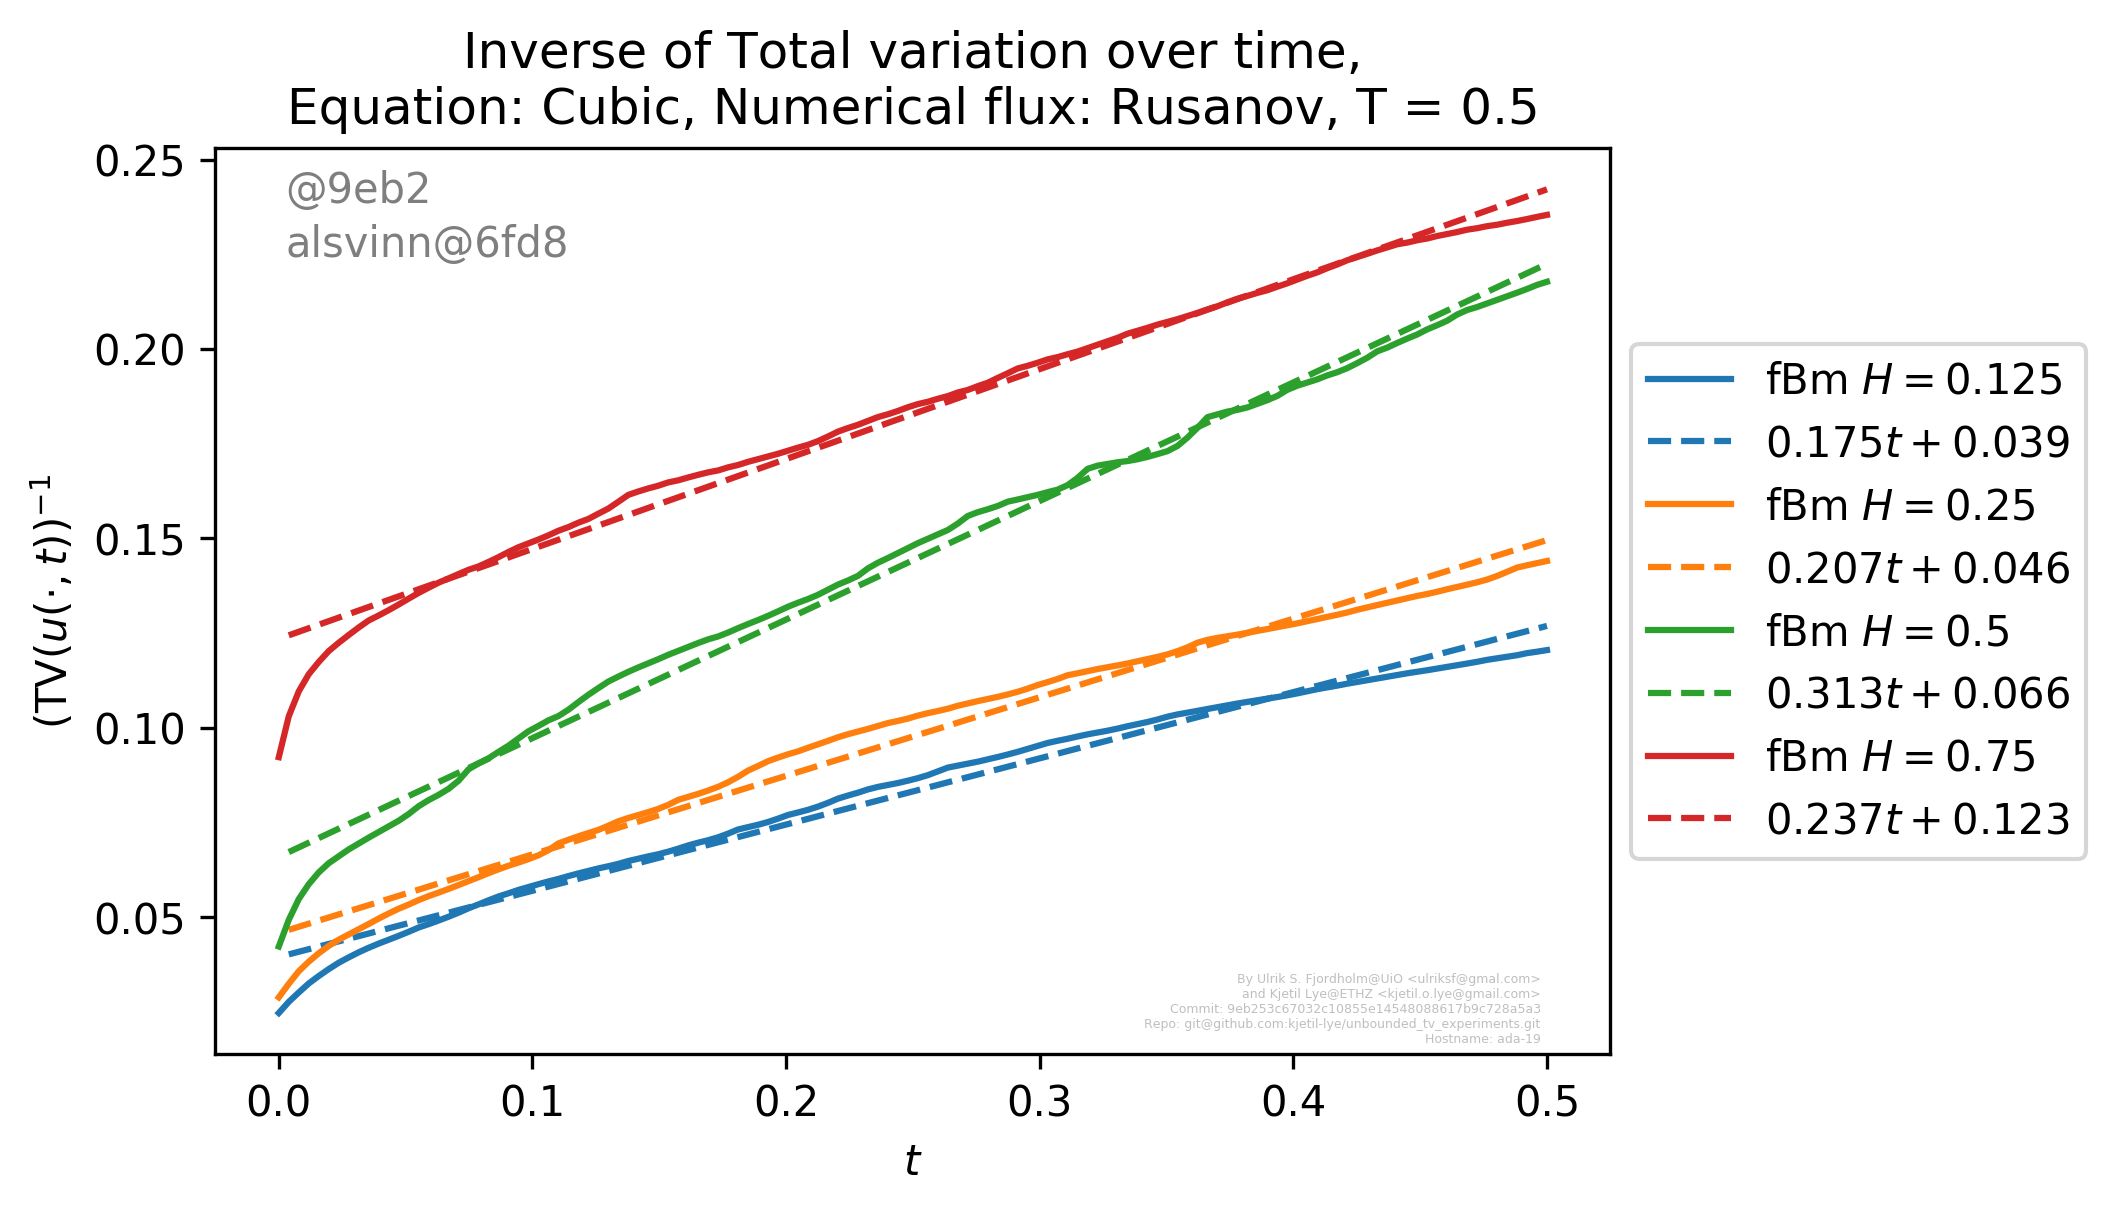 Inverse of Total variation over time,
Equation: Cubic, Numerical flux: Rusanov, T = 0.5
@9eb2
alsvinn@6fd8
0.25
0.20
0.15
0.10
0.05
(TV(u(·, t))⁻¹
0.0 0.1 0.2 0.3 0.4 0.5
t
fBm H = 0.125
0.175t + 0.039
fBm H = 0.25
0.207t + 0.046
fBm H = 0.5
0.313t + 0.066
fBm H = 0.75
0.237t + 0.123
By Ulrik S. Fjordholm@UiO <ulriksf@gmal.com>
and Kjetil Lye@ETHZ <kjetil.o.lye@gmail.com>
Commit: 9eb253c67032c10855e14548088617b9c728a5a3
Repo: git@github.com:kjetil-lye/unbounded_tv_experiments.git
Hostname: ada-19